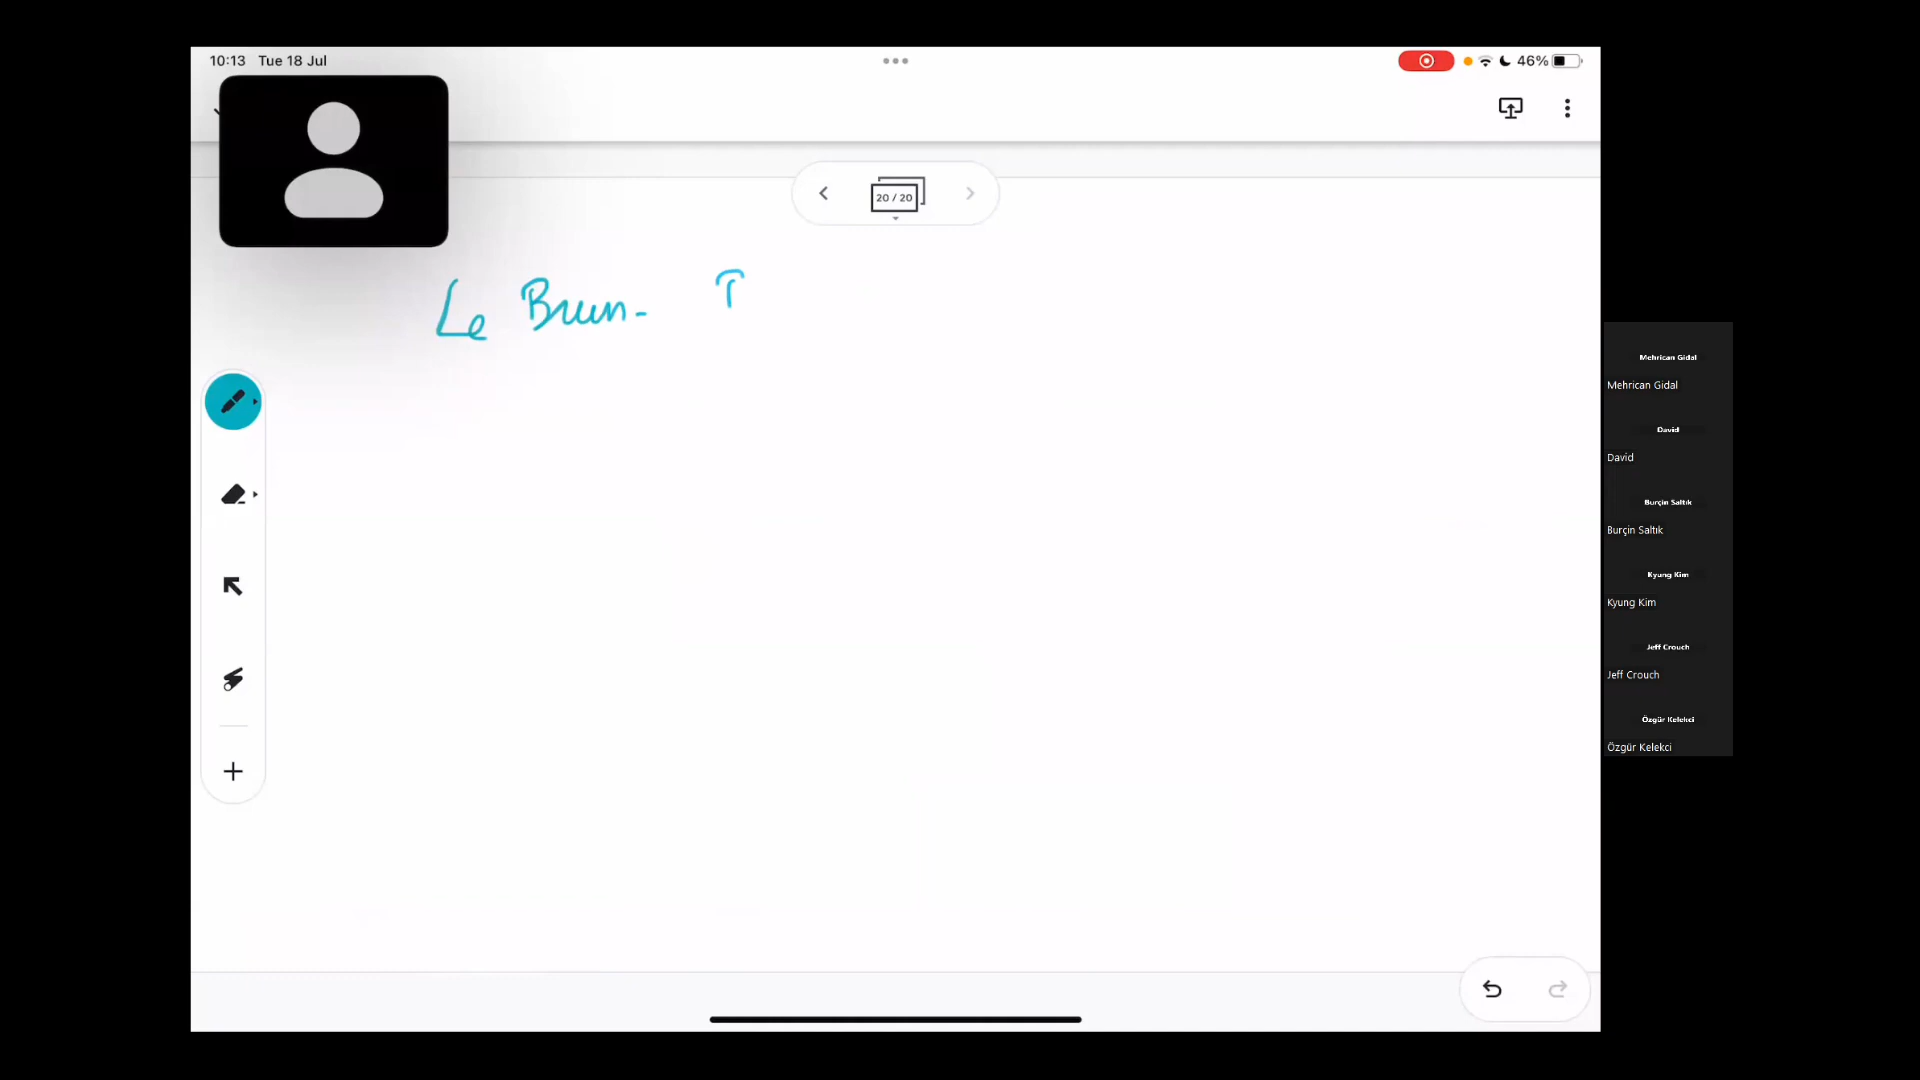 10:13 Tue 18 Jul
46%
20 / 20
Le Brun-
Mehrican Gidal
Mehrican Gidal
David
David
Burçin Saltık
Burçin Saltık
Kyung Kim
Kyung Kim
Jeff Crouch
Jeff Crouch
Özgür Kelekci
Özgür Kelekci